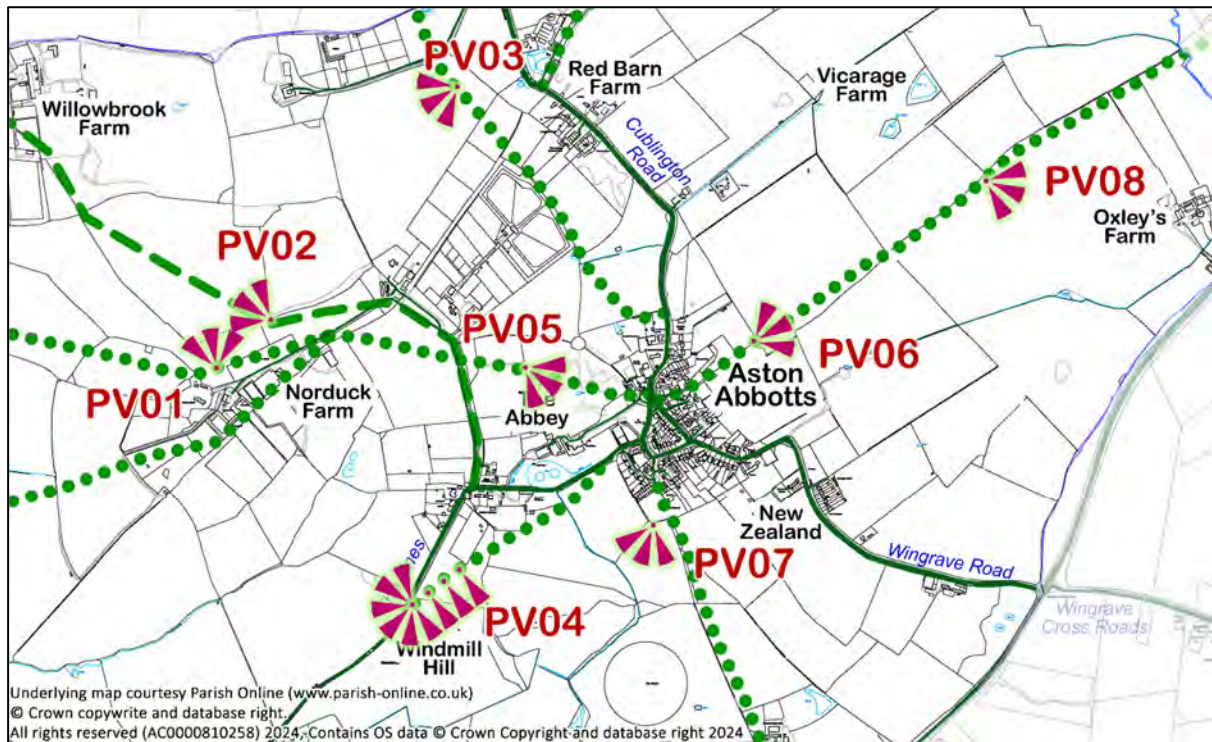 PV03
Red Barn
Farm
Vicarage
Farm
Willowbrook
Farm
Cublington
Road
PV08
Oxley's
Farm
PV02
PV05
PV06
Aston
Abbotts
PV01
Norduck
Farm
Abbey
New
Zealand
Wingrave Road
PV07
Wingrave
Cross Roads
PV04
Windmill
Hill
Underlying map courtesy Parish Online (www.parish-online.co.uk)
© Crown copywrite and database right.
All rights reserved (AC0000810258) 2024, Contains OS data © Crown Copyright and database right 2024